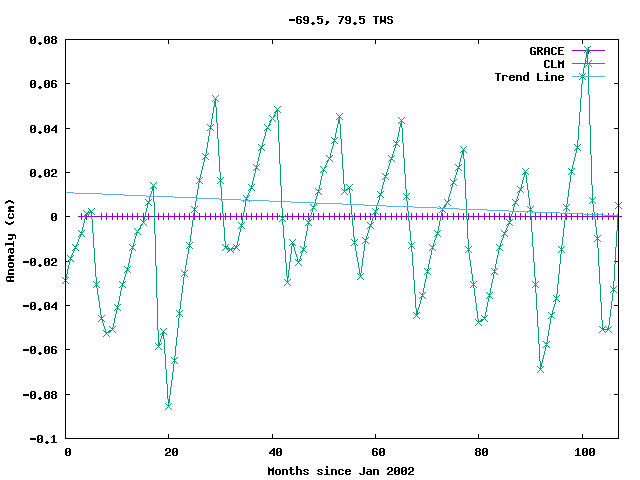 -69.5, 79.5 TWS
GRACE
CLM
Trend Line
0.08
0.06
0.04
0.02
0
-0.02
-0.04
-0.06
-0.08
-0.1
Anomaly (cm)
0 20 40 60 80 100
Months since Jan 2002